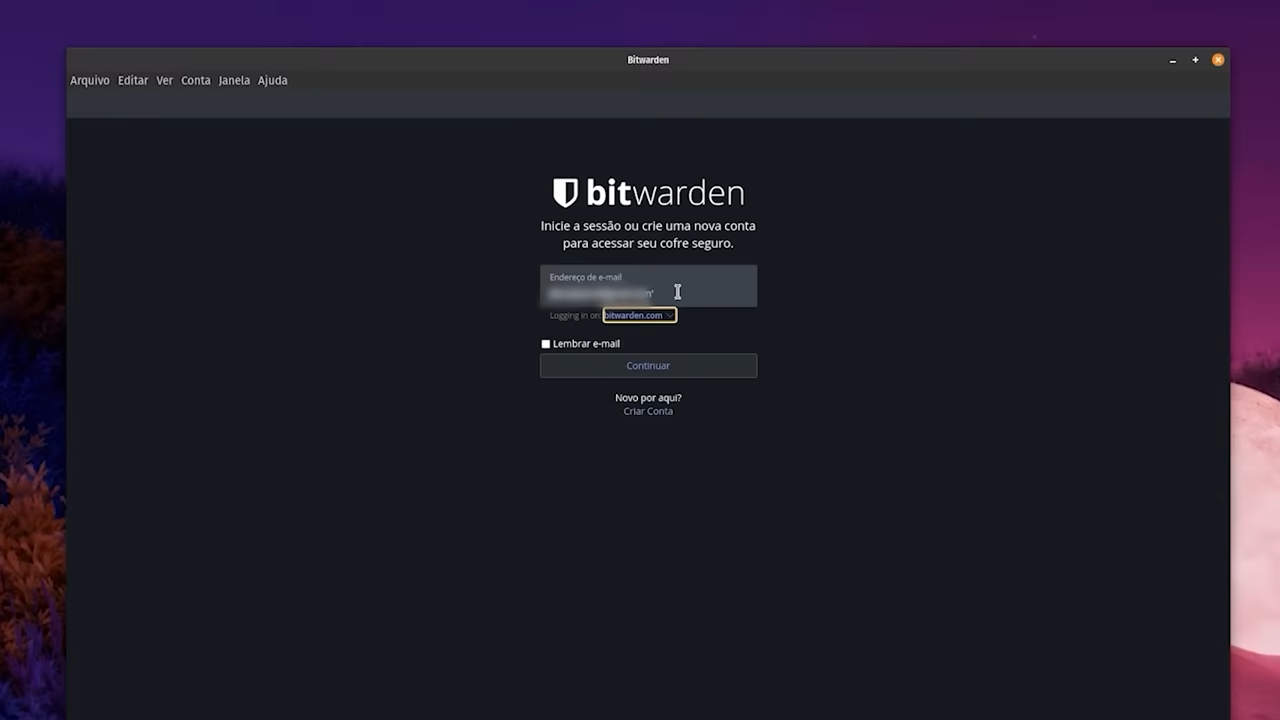 Bitwarden
Arquivo Editar Ver Conta Janela Ajuda
bitwarden
Inicie a sessão ou crie uma nova conta
para acessar seu cofre seguro.
Endereço de e-mail
Logging in on: bitwarden.com
Lembrar e-mail
Continuar
Novo por aqui?
Criar Conta